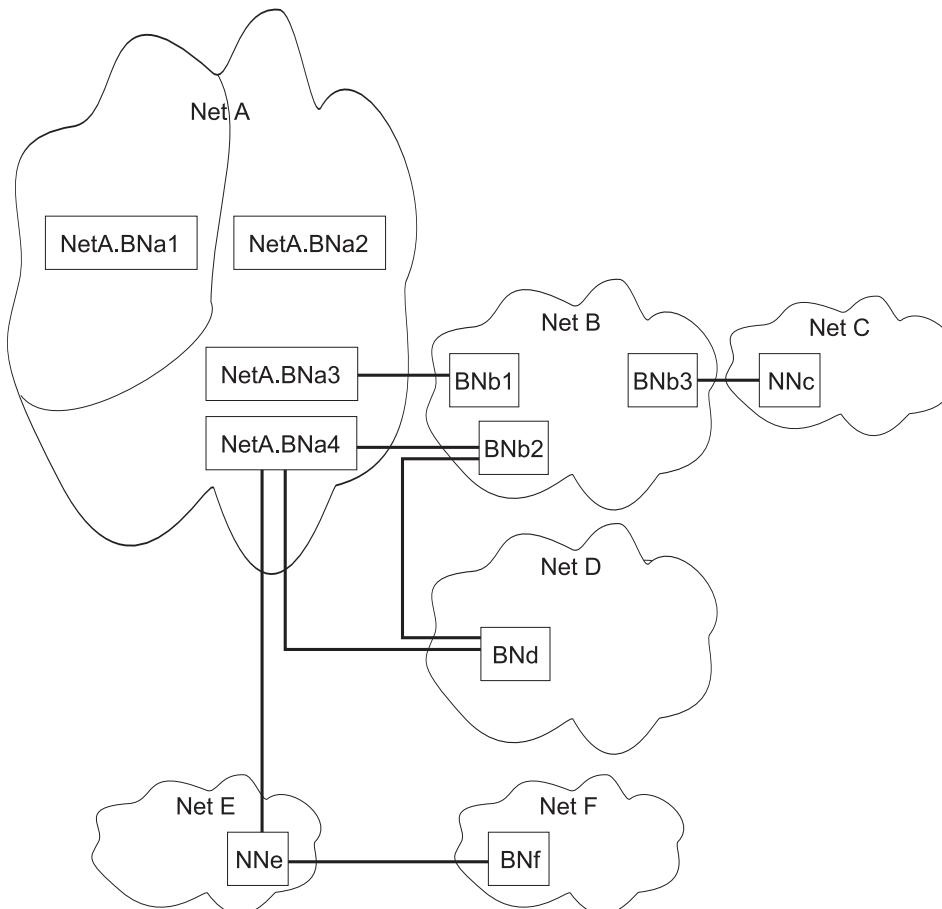 Net A
NetA.BNa1
NetA.BNa2
Net B
Net C
NetA.BNa3
BNb1
BNb3
NNc
NetA.BNa4
BNb2
Net D
BNd
Net E
Net F
NNe
BNf